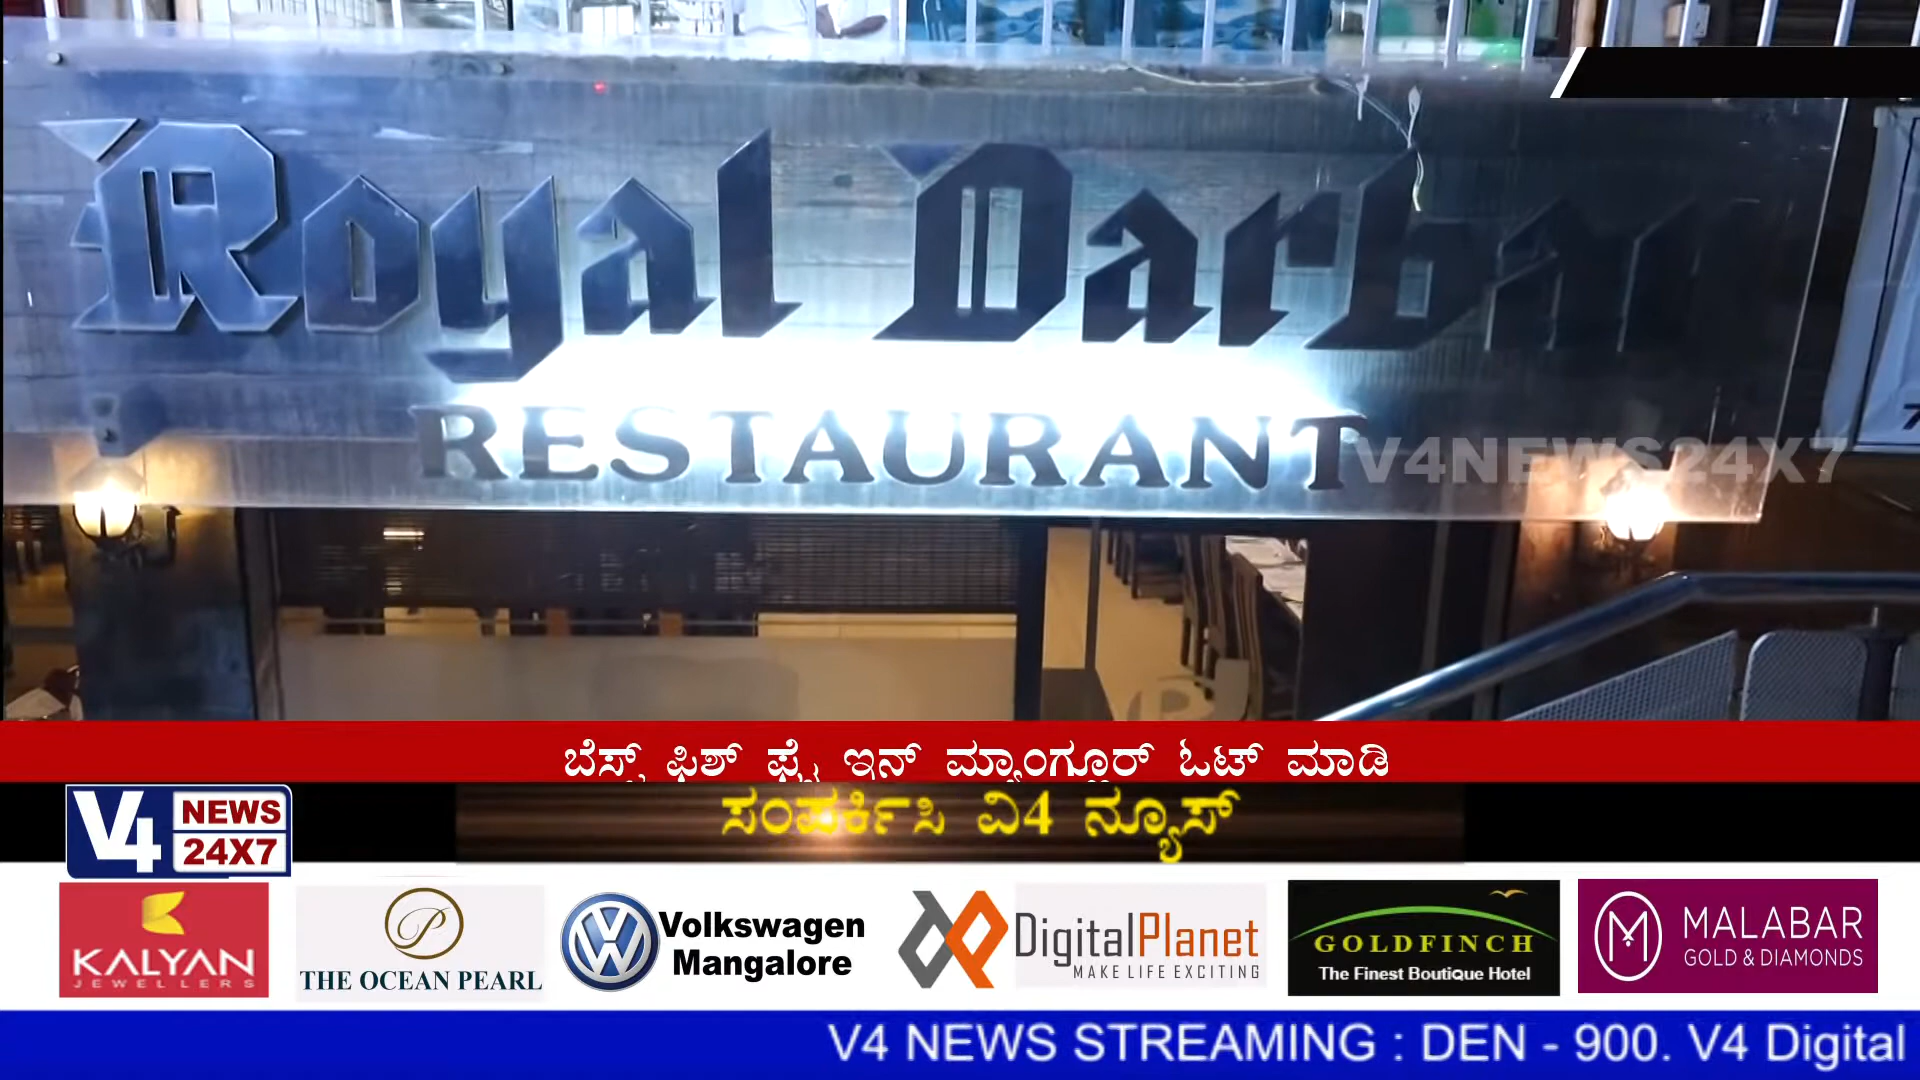 Royal Darbar
RESTAURANT
V4NEWS24X7
ಬೆಸ್ಟ್ ಫಿಶ್ ಫ್ರೈ ಇನ್ ಮ್ಯಾಂಗ್ಲೂರ್ ಓಟ್ ಮಾಡಿ
ಸಂಪರ್ಕಿಸಿ ವಿ4 ನ್ಯೂಸ್
V4 NEWS 24X7
KALYAN
JEWELLERS
THE OCEAN PEARL
Volkswagen
Mangalore
DigitalPlanet
MAKE LIFE EXCITING
GOLDFINCH
The Finest Boutique Hotel
MALABAR
GOLD & DIAMONDS
V4 NEWS STREAMING : DEN - 900. V4 Digital